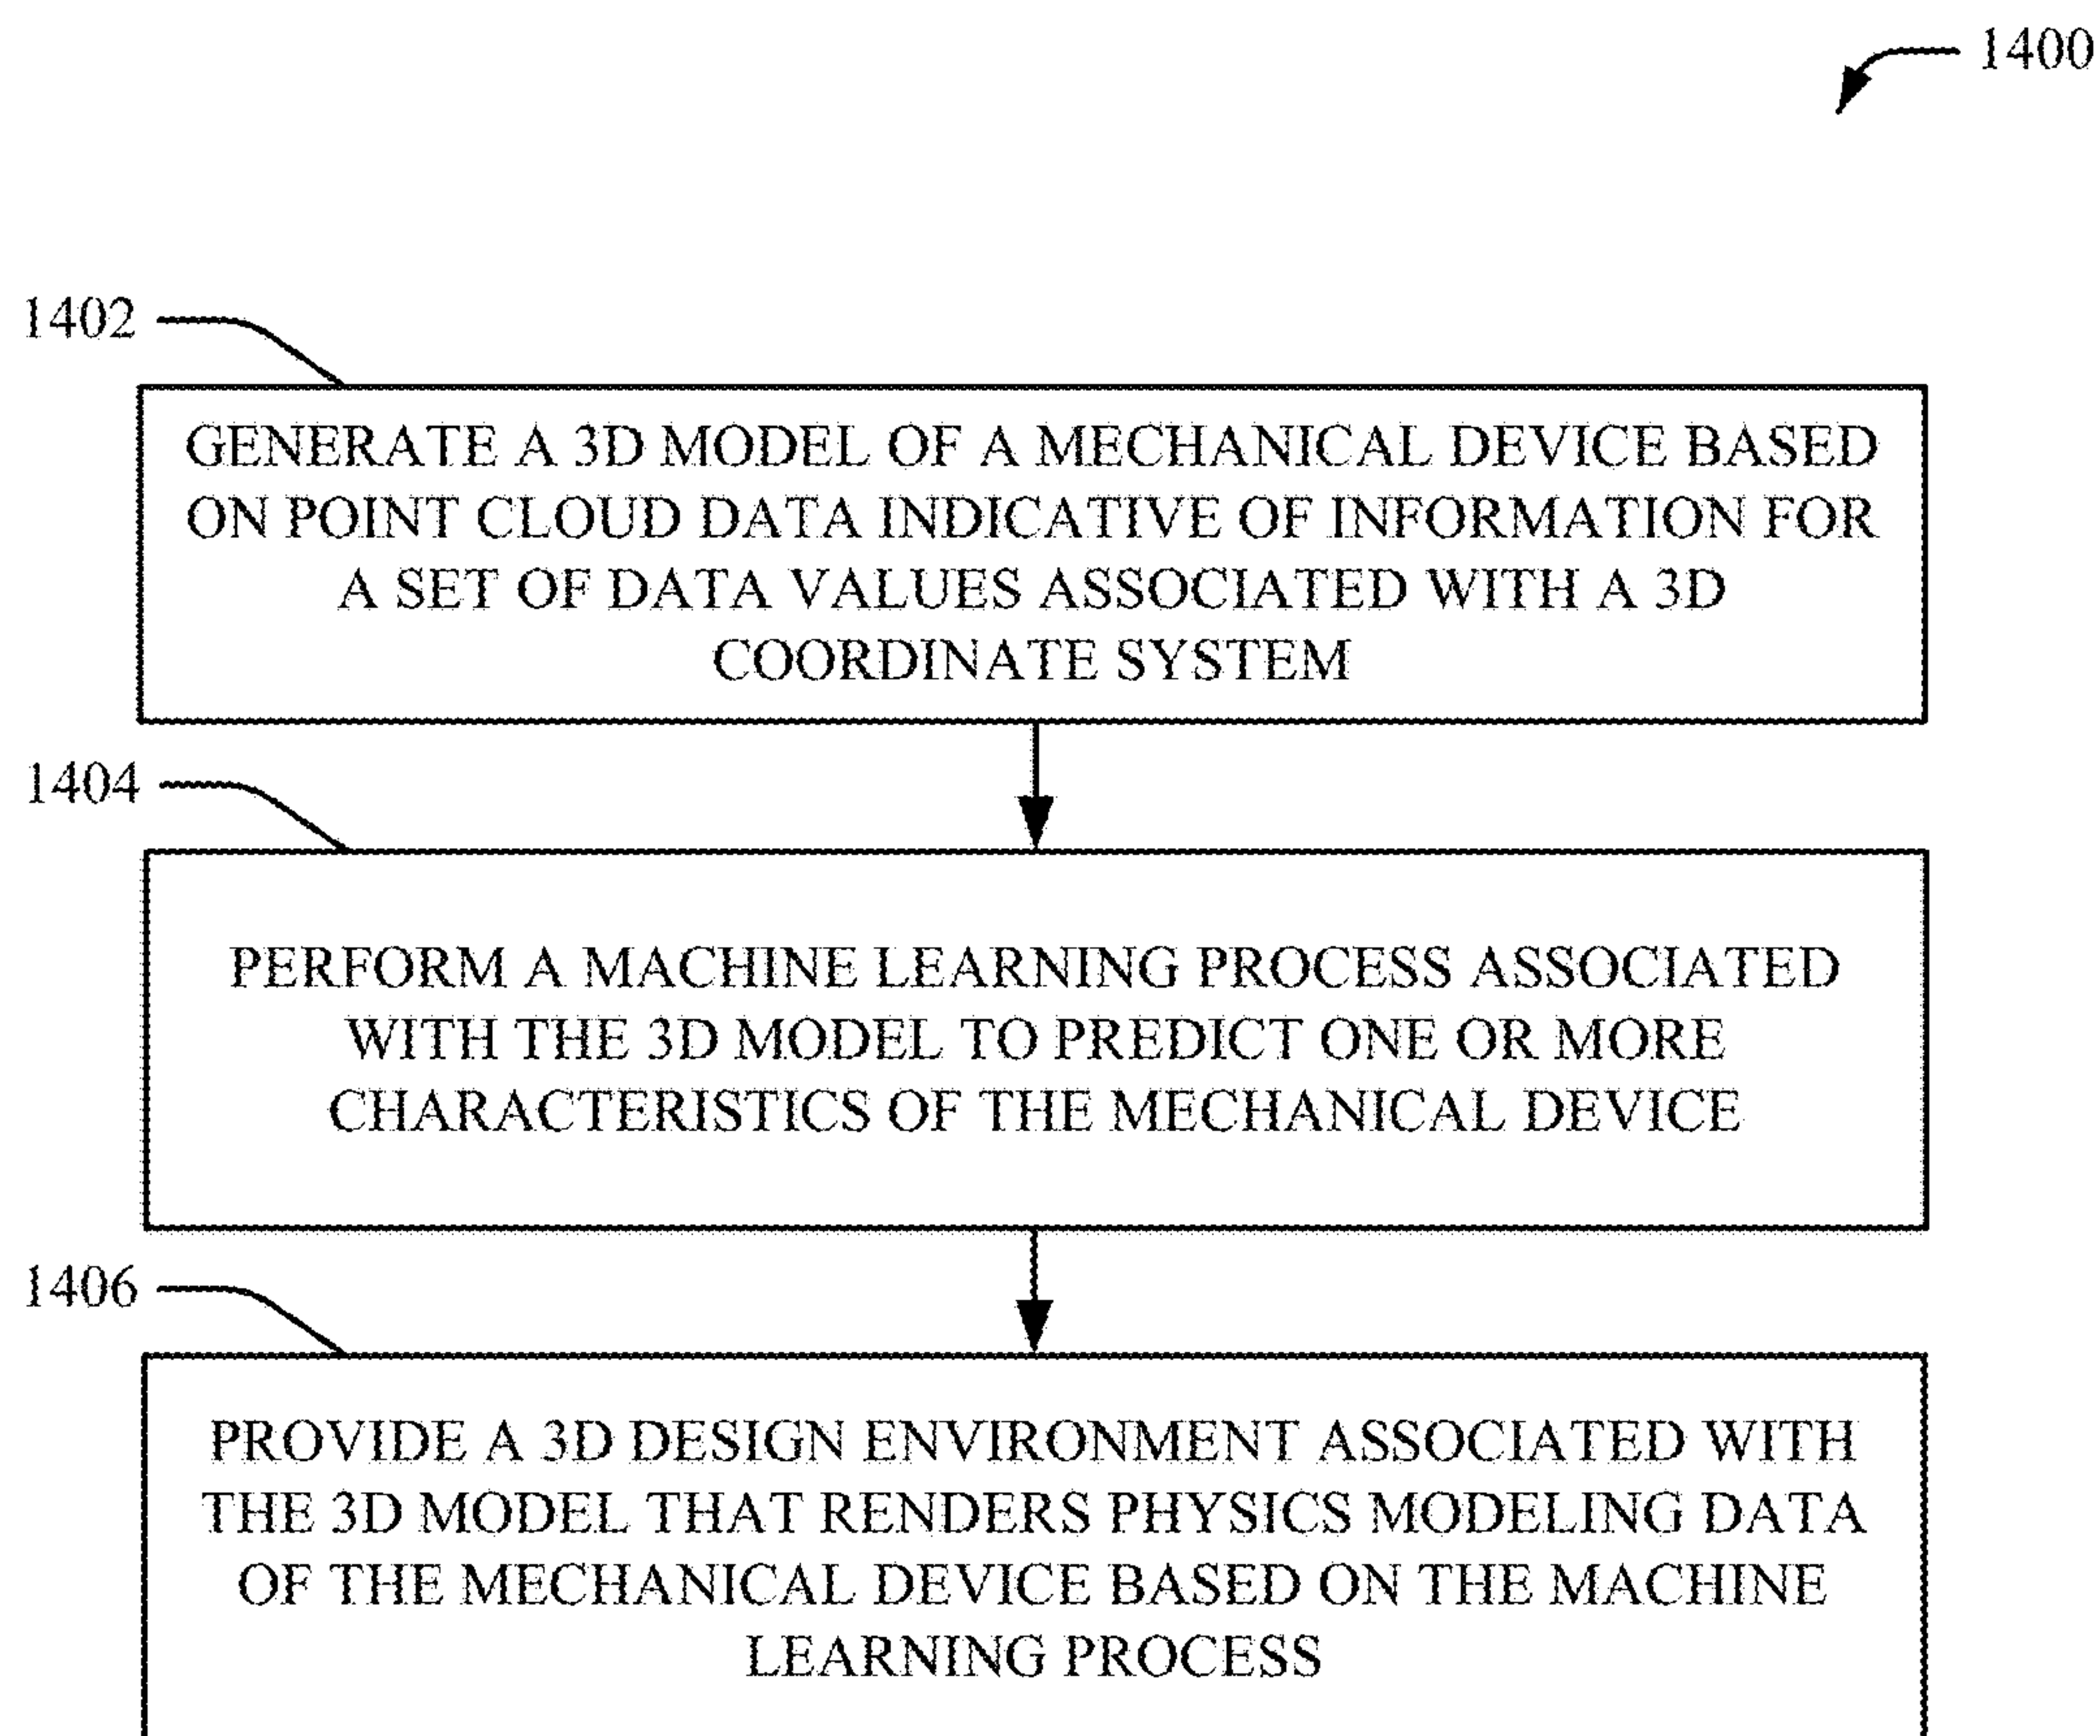 1400
1402
GENERATE A 3D MODEL OF A MECHANICAL DEVICE BASED
ON POINT CLOUD DATA INDICATIVE OF INFORMATION FOR
A SET OF DATA VALUES ASSOCIATED WITH A 3D
COORDINATE SYSTEM
1404
PERFORM A MACHINE LEARNING PROCESS ASSOCIATED
WITH THE 3D MODEL TO PREDICT ONE OR MORE
CHARACTERISTICS OF THE MECHANICAL DEVICE
1406
PROVIDE A 3D DESIGN ENVIRONMENT ASSOCIATED WITH
THE 3D MODEL THAT RENDERS PHYSICS MODELING DATA
OF THE MECHANICAL DEVICE BASED ON THE MACHINE
LEARNING PROCESS